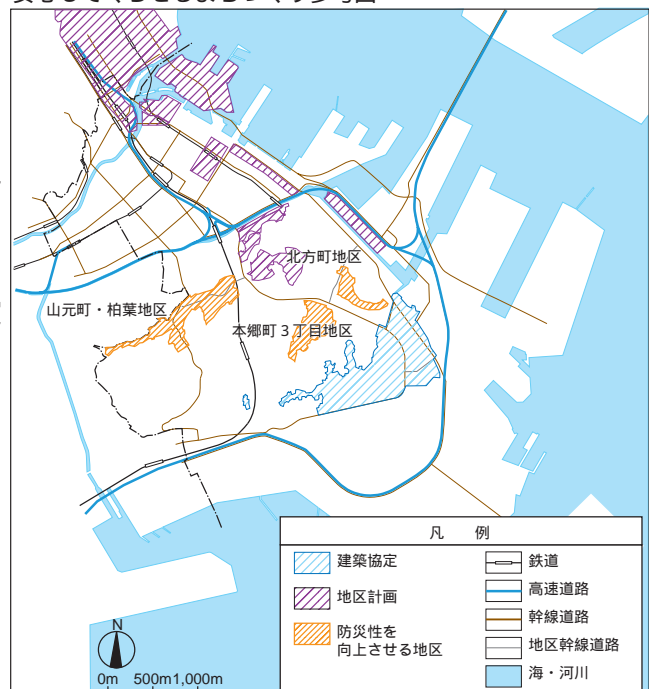 北方町地区
山元町・柏葉地区
本郷町３丁目地区
凡 例
建築協定
地区計画
防災性を
向上させる地区
鉄道
高速道路
幹線道路
地区幹線道路
海・河川
N
0m 500m 1,000m